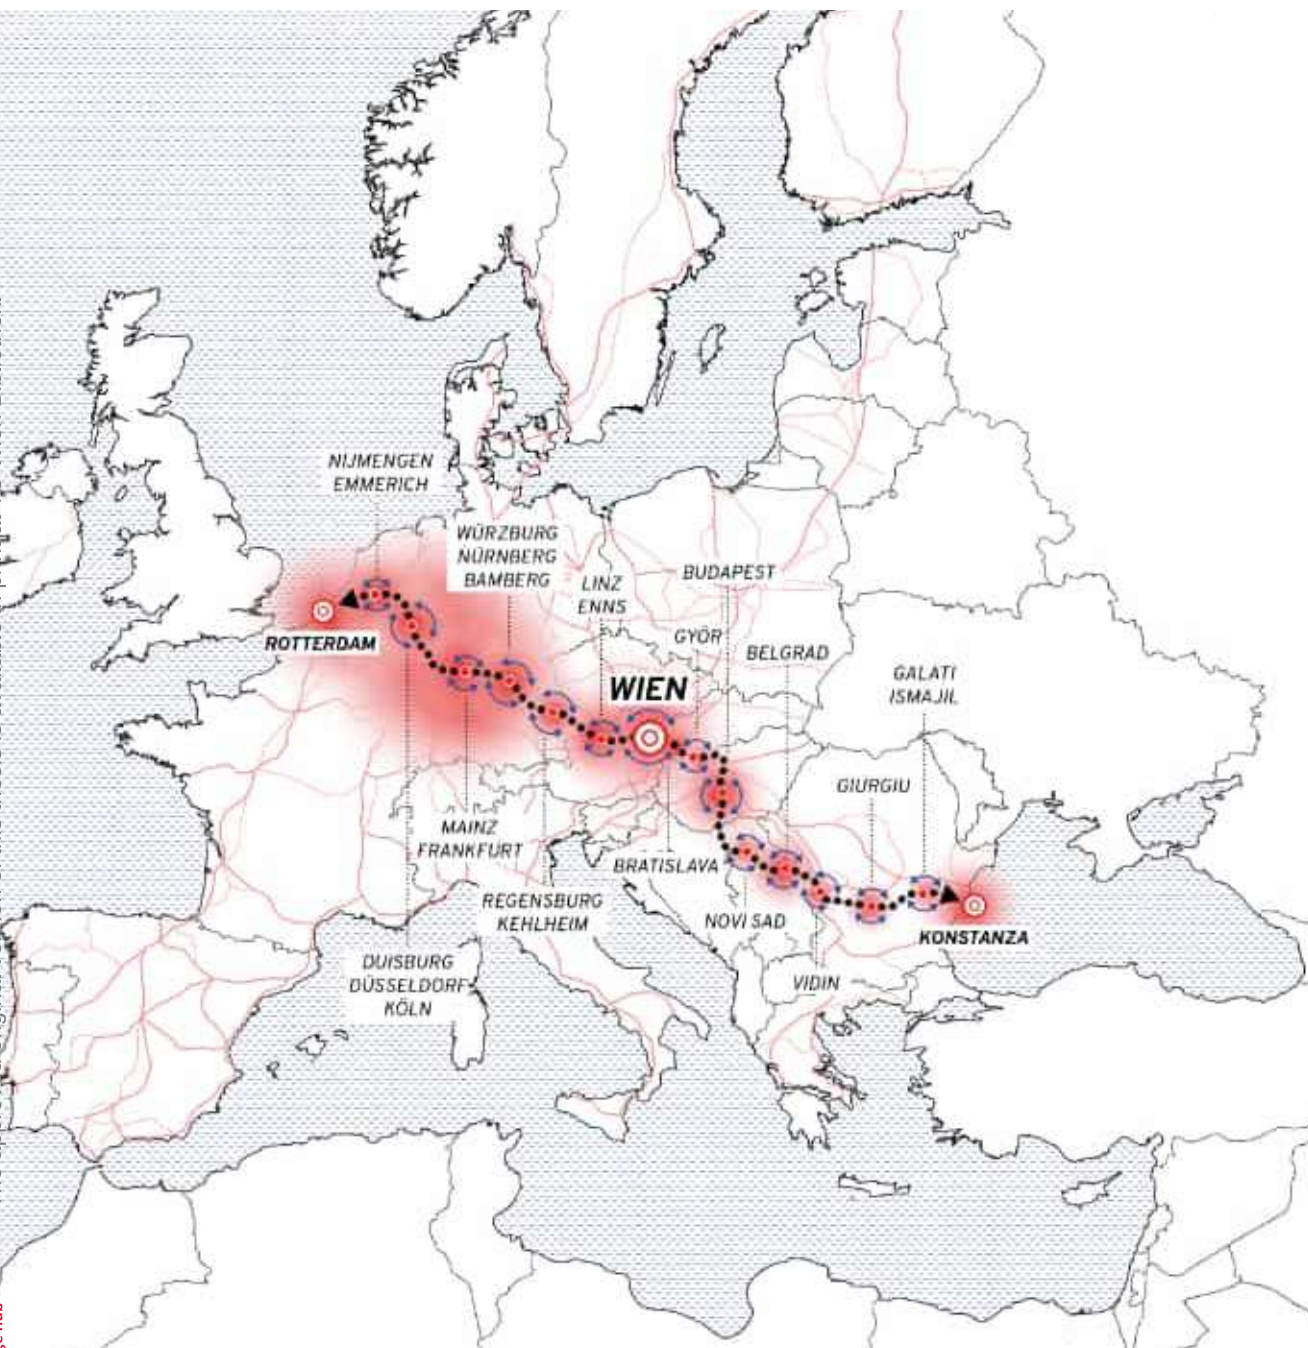 NIJMENGEN
EMMERICH
WÜRZBURG
NÜRNBERG
BAMBERG
LINZ
ENNS
BUDAPEST
GYÖR
BELGRAD
ROTTERDAM
WIEN
GALATI
ISMAJIL
GIURGIU
MAINZ
FRANKFURT
BRATISLAVA
REGENSBURG
KEHLHEIM
NOVI SAD
KONSTANZA
DUISBURG
DÜSSELDORF
KÖLN
VIDIN